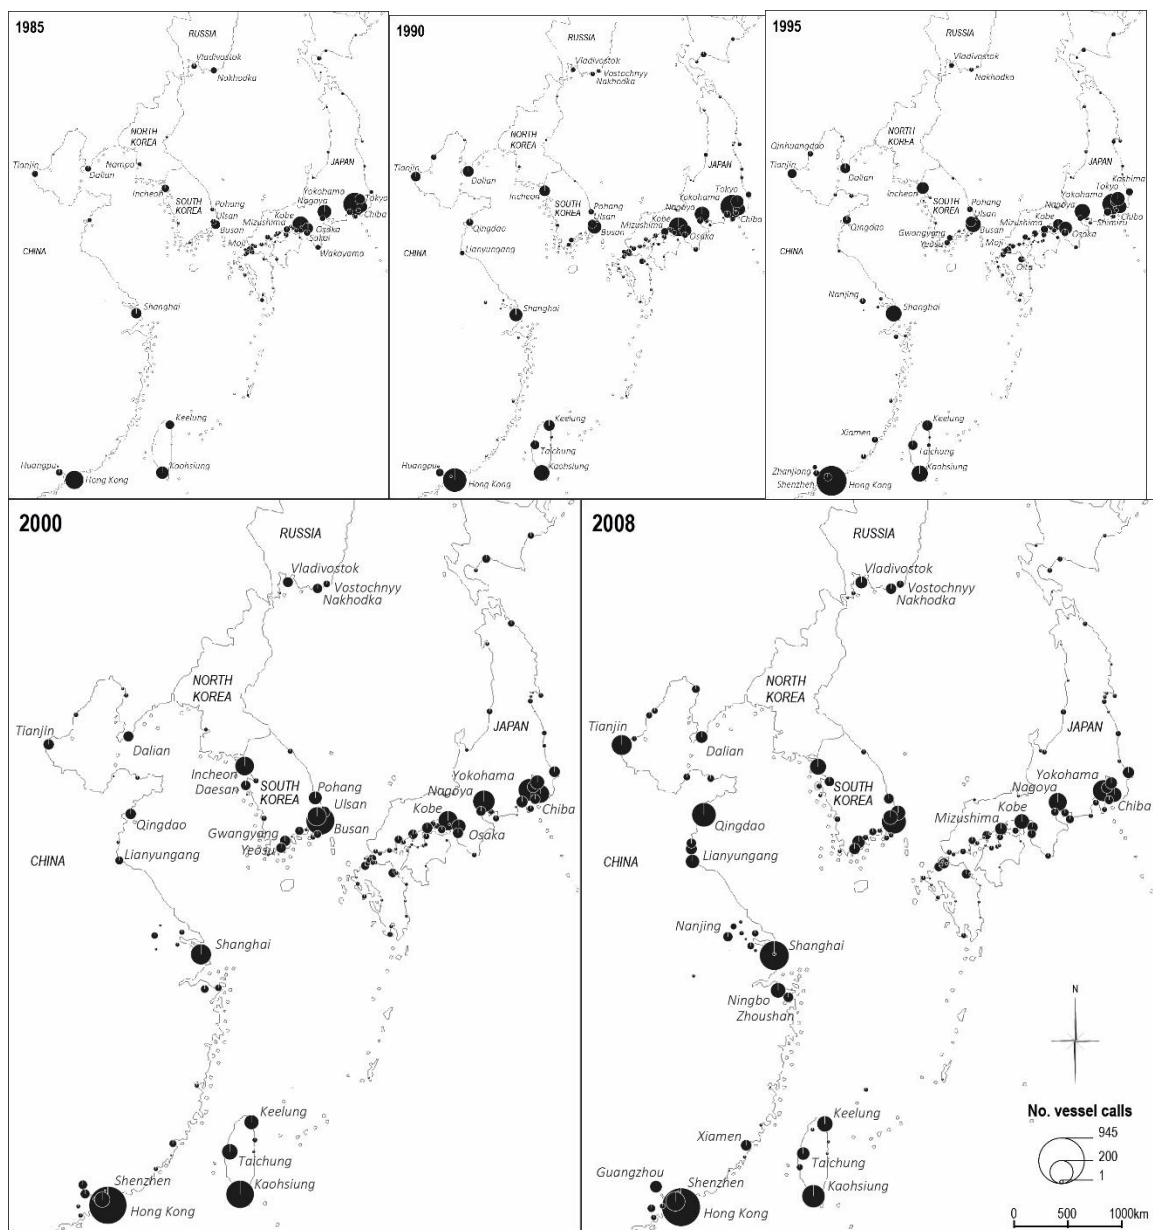 1985
RUSSIA
Vladivostok
Nakhodka
NORTH
KOREA
JAPAN
Tianjin
Dalian
Nampo
Incheon
SOUTH
KOREA
Pohang
Ulsan
Busan
Yokohama
Nagoya
Tokyo
Chiba
Kobe
Mizushima
Osaka
Sakai
Moji
Wakayama
CHINA
Shanghai
Keelung
Huangpu
Hong Kong
Kaohsiung
1990
RUSSIA
Vladivostok
Vostochnyy
Nakhodka
NORTH
KOREA
JAPAN
Tianjin
Dalian
Incheon
Tokyo
Yokohama
SOUTH
KOREA
Pohang
Ulsan
Nagoya
Kobe
Chiba
Qingdao
Busan
Mizushima
Osaka
Lianyungang
CHINA
Shanghai
Keelung
Taichung
Huangpu
Hong Kong
Kaohsiung
1995
RUSSIA
Vladivostok
Nakhodka
NORTH
KOREA
Qinhuangdao
JAPAN
Tianjin
Dalian
Incheon
Kashima
Tokyo
Yokohama
SOUTH
KOREA
Pohang
Nagoya
Ulsan
Kobe
Chiba
Qingdao
Mizushima
Shimizu
Gwangyang
Busan
Osaka
Yeosu
Moji
CHINA
Oita
Nanjing
Shanghai
Keelung
Xiamen
Taichung
Zhanjiang
Kaohsiung
Shenzhen
Hong Kong
2000
RUSSIA
Vladivostok
Vostochnyy
Nakhodka
NORTH
KOREA
Tianjin
Dalian
JAPAN
Incheon
Daesan
SOUTH
KOREA
Pohang
Yokohama
Nagoya
Ulsan
Kobe
Chiba
Qingdao
Gwangyang
Busan
Osaka
Yeosu
CHINA
Lianyungang
Shanghai
Keelung
Taichung
Shenzhen
Kaohsiung
Hong Kong
2008
RUSSIA
Vladivostok
Vostochnyy
Nakhodka
NORTH
KOREA
Tianjin
Dalian
JAPAN
SOUTH
KOREA
Yokohama
Nagoya
Kobe
Chiba
Qingdao
Mizushima
CHINA
Lianyungang
Nanjing
Shanghai
Ningbo
Zhoushan
N
Keelung
Xiamen
Taichung
Guangzhou
Shenzhen
Kaohsiung
Hong Kong
No. vessel calls
945
200
1
0 500 1000km